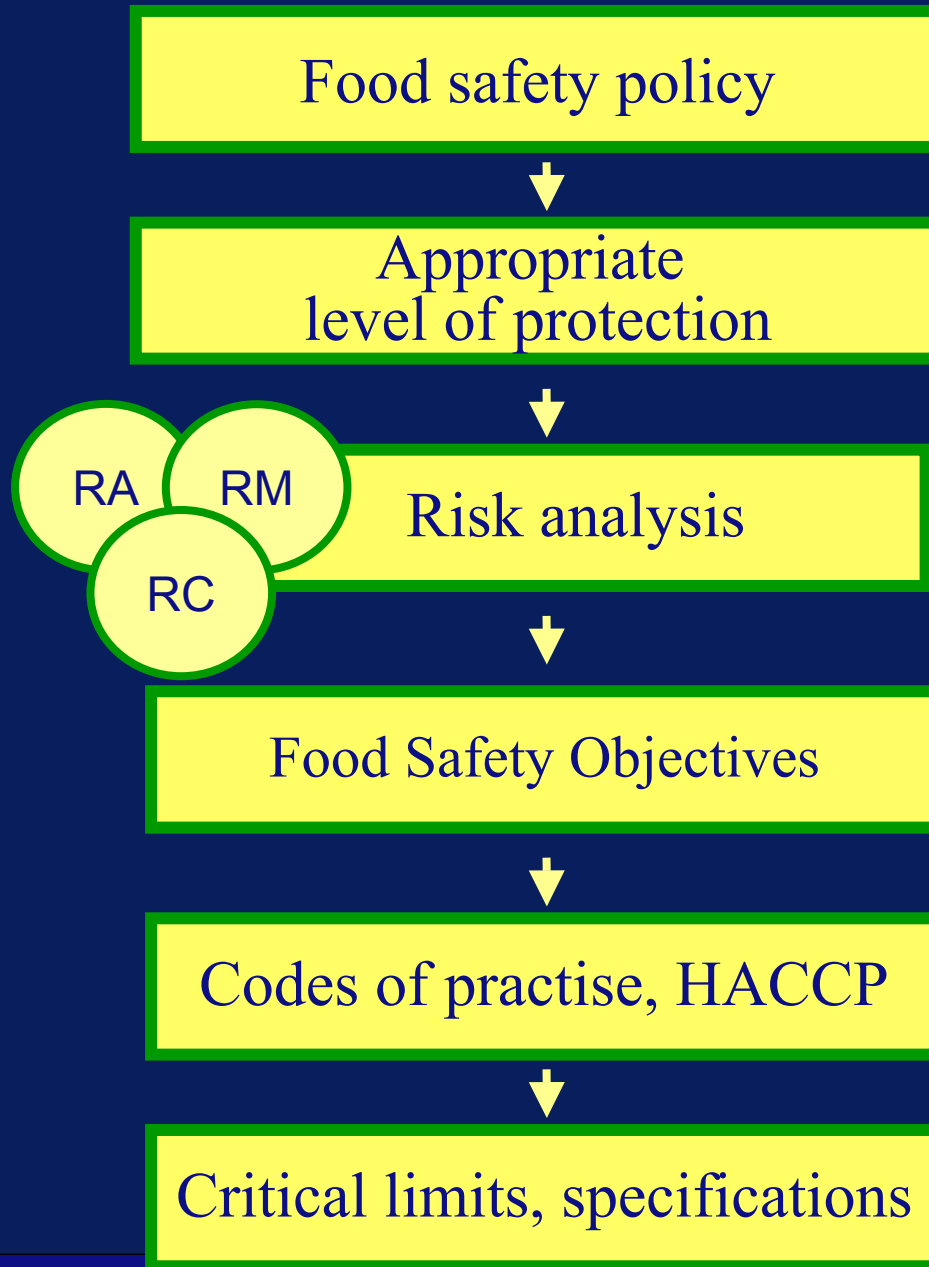 Food safety policy
Appropriate
level of protection
RA
RM
Risk analysis
RC
Food Safety Objectives
Codes of practise, HACCP
Critical limits, specifications